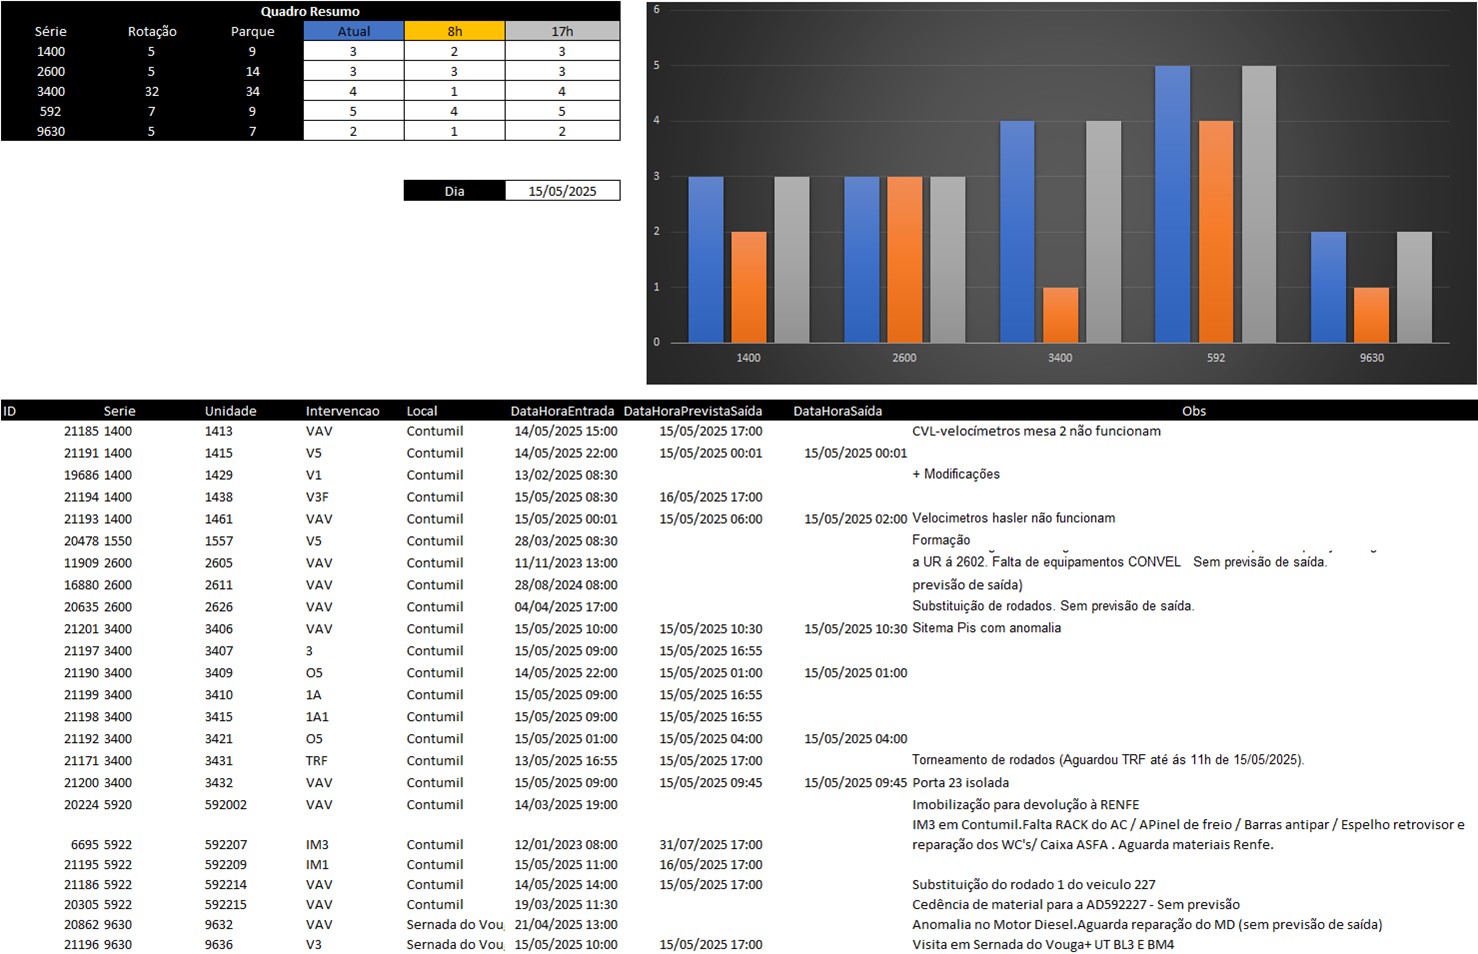 Quadro Resumo
Série Rotação Parque Atual 8h 17h
1400 5 9 3 2 3
2600 5 14 3 3 3
3400 32 34 4 1 4
592 7 9 5 4 5
9630 5 7 2 1 2
Dia 15/05/2025
6
5
4
3
2
1
0
1400 2600 3400 592 9630
ID Serie Unidade Intervencao Local DataHoraEntrada DataHoraPrevistaSaída DataHoraSaída Obs
21185 1400 1413 VAV Contumil 14/05/2025 15:00 15/05/2025 17:00 CVL-velocímetros mesa 2 não funcionam
21191 1400 1415 V5 Contumil 14/05/2025 22:00 15/05/2025 00:01 15/05/2025 00:01
19686 1400 1429 V1 Contumil 13/02/2025 08:30 + Modificações
21194 1400 1438 V3F Contumil 15/05/2025 08:30 16/05/2025 17:00
21193 1400 1461 VAV Contumil 15/05/2025 00:01 15/05/2025 06:00 15/05/2025 02:00 Velocimetros hasler não funcionam
20478 1550 1557 V5 Contumil 28/03/2025 08:30 Formação
11909 2600 2605 VAV Contumil 11/11/2023 13:00 a UR á 2602. Falta de equipamentos CONVEL Sem previsão de saída.
16880 2600 2611 VAV Contumil 28/08/2024 08:00 previsão de saída)
20635 2600 2626 VAV Contumil 04/04/2025 17:00 Substituição de rodados. Sem previsão de saída.
21201 3400 3406 VAV Contumil 15/05/2025 10:00 15/05/2025 10:30 15/05/2025 10:30 Sitema Pis com anomalia
21197 3400 3407 3 Contumil 15/05/2025 09:00 15/05/2025 16:55
21190 3400 3409 O5 Contumil 14/05/2025 22:00 15/05/2025 01:00 15/05/2025 01:00
21199 3400 3410 1A Contumil 15/05/2025 09:00 15/05/2025 16:55
21198 3400 3415 1A1 Contumil 15/05/2025 09:00 15/05/2025 16:55
21192 3400 3421 O5 Contumil 15/05/2025 01:00 15/05/2025 04:00 15/05/2025 04:00
21171 3400 3431 TRF Contumil 13/05/2025 16:55 15/05/2025 17:00 Torneamento de rodados (Aguardou TRF até ás 11h de 15/05/2025).
21200 3400 3432 VAV Contumil 15/05/2025 09:00 15/05/2025 09:45 15/05/2025 09:45 Porta 23 isolada
20224 5920 592002 VAV Contumil 14/03/2025 19:00 Imobilização para devolução à RENFE
IM3 em Contumil.Falta RACK do AC / APinel de freio / Barras antipar / Espelho retrovisor e
6695 5922 592207 IM3 Contumil 12/01/2023 08:00 31/07/2025 17:00 reparação dos WC's/ Caixa ASFA . Aguarda materiais Renfe.
21195 5922 592209 IM1 Contumil 15/05/2025 11:00 16/05/2025 17:00
21186 5922 592214 VAV Contumil 14/05/2025 14:00 15/05/2025 17:00 Substituição do rodado 1 do veiculo 227
20305 5922 592215 VAV Contumil 19/03/2025 11:30 Cedência de material para a AD592227 - Sem previsão
20862 9630 9632 VAV Sernada do Vou 21/04/2025 13:00 Anomalia no Motor Diesel.Aguarda reparação do MD (sem previsão de saída)
21196 9630 9636 V3 Sernada do Vou 15/05/2025 10:00 15/05/2025 17:00 Visita em Sernada do Vouga+ UT BL3 E BM4